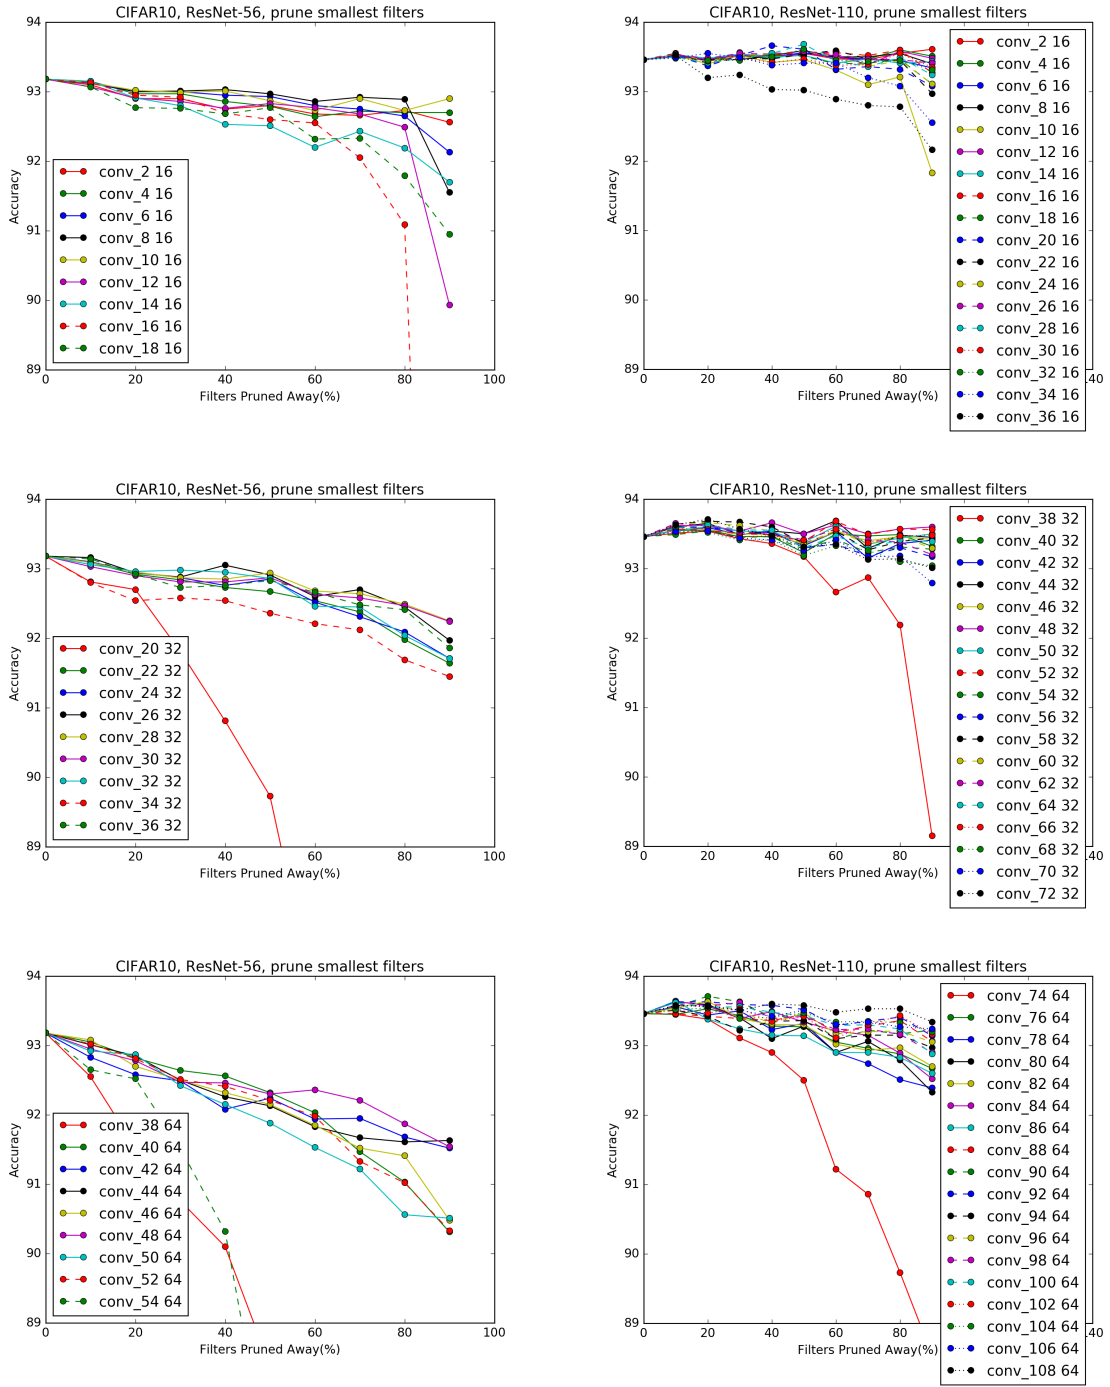 CIFAR10, ResNet-56, prune smallest filters
94
93
92
91
90
89
Accuracy
conv_2 16
conv_4 16
conv_6 16
conv_8 16
conv_10 16
conv_12 16
conv_14 16
conv_16 16
conv_18 16
0 20 40 60 80 100
Filters Pruned Away(%)
CIFAR10, ResNet-110, prune smallest filters
94
93
92
91
90
89
Accuracy
conv_2 16
conv_4 16
conv_6 16
conv_8 16
conv_10 16
conv_12 16
conv_14 16
conv_16 16
conv_18 16
conv_20 16
conv_22 16
conv_24 16
conv_26 16
conv_28 16
conv_30 16
conv_32 16
conv_34 16
conv_36 16
0 20 40 60 80 40
Filters Pruned Away(%)
CIFAR10, ResNet-56, prune smallest filters
94
93
92
91
90
89
Accuracy
conv_20 32
conv_22 32
conv_24 32
conv_26 32
conv_28 32
conv_30 32
conv_32 32
conv_34 32
conv_36 32
0 20 40 60 80 100
Filters Pruned Away(%)
CIFAR10, ResNet-110, prune smallest filters
94
93
92
91
90
89
Accuracy
conv_38 32
conv_40 32
conv_42 32
conv_44 32
conv_46 32
conv_48 32
conv_50 32
conv_52 32
conv_54 32
conv_56 32
conv_58 32
conv_60 32
conv_62 32
conv_64 32
conv_66 32
conv_68 32
conv_70 32
conv_72 32
0 20 40 60 80 40
Filters Pruned Away(%)
CIFAR10, ResNet-56, prune smallest filters
94
93
92
91
90
89
Accuracy
conv_38 64
conv_40 64
conv_42 64
conv_44 64
conv_46 64
conv_48 64
conv_50 64
conv_52 64
conv_54 64
0 20 40 60 80 100
Filters Pruned Away(%)
CIFAR10, ResNet-110, prune smallest filters
94
93
92
91
90
89
Accuracy
conv_74 64
conv_76 64
conv_78 64
conv_80 64
conv_82 64
conv_84 64
conv_86 64
conv_88 64
conv_90 64
conv_92 64
conv_94 64
conv_96 64
conv_98 64
conv_100 64
conv_102 64
conv_104 64
conv_106 64
conv_108 64
0 20 40 60 80 40
Filters Pruned Away(%)